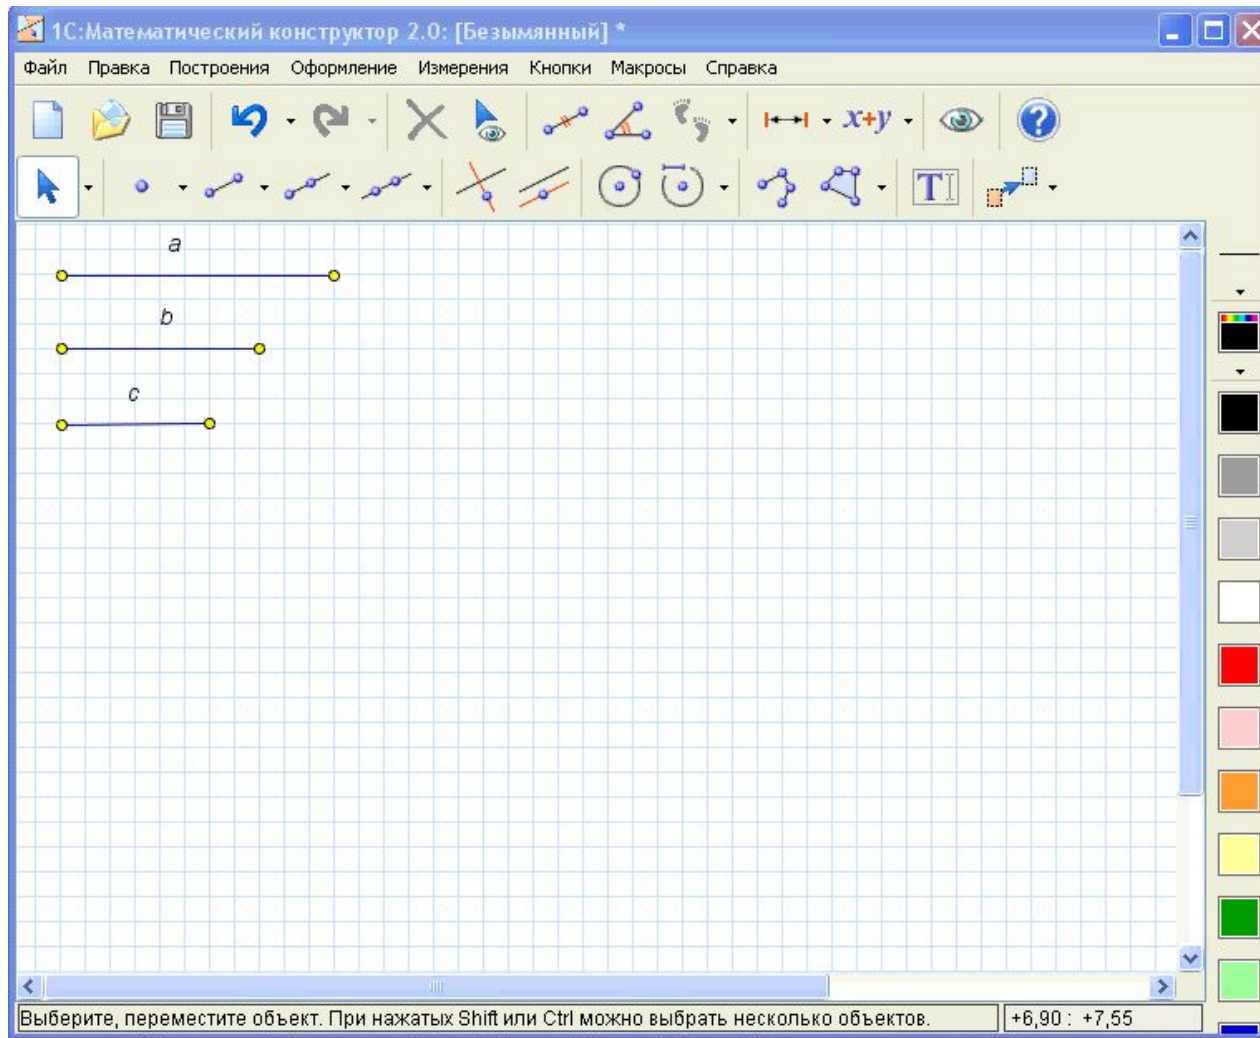 1С:Математический конструктор 2.0: [Безымянный] *
Файл Правка Построения Оформление Измерения Кнопки Макросы Справка
x+y
T
a
b
c
Выберите, переместите объект. При нажатых Shift или Ctrl можно выбрать несколько объектов. +6,90 : +7,55